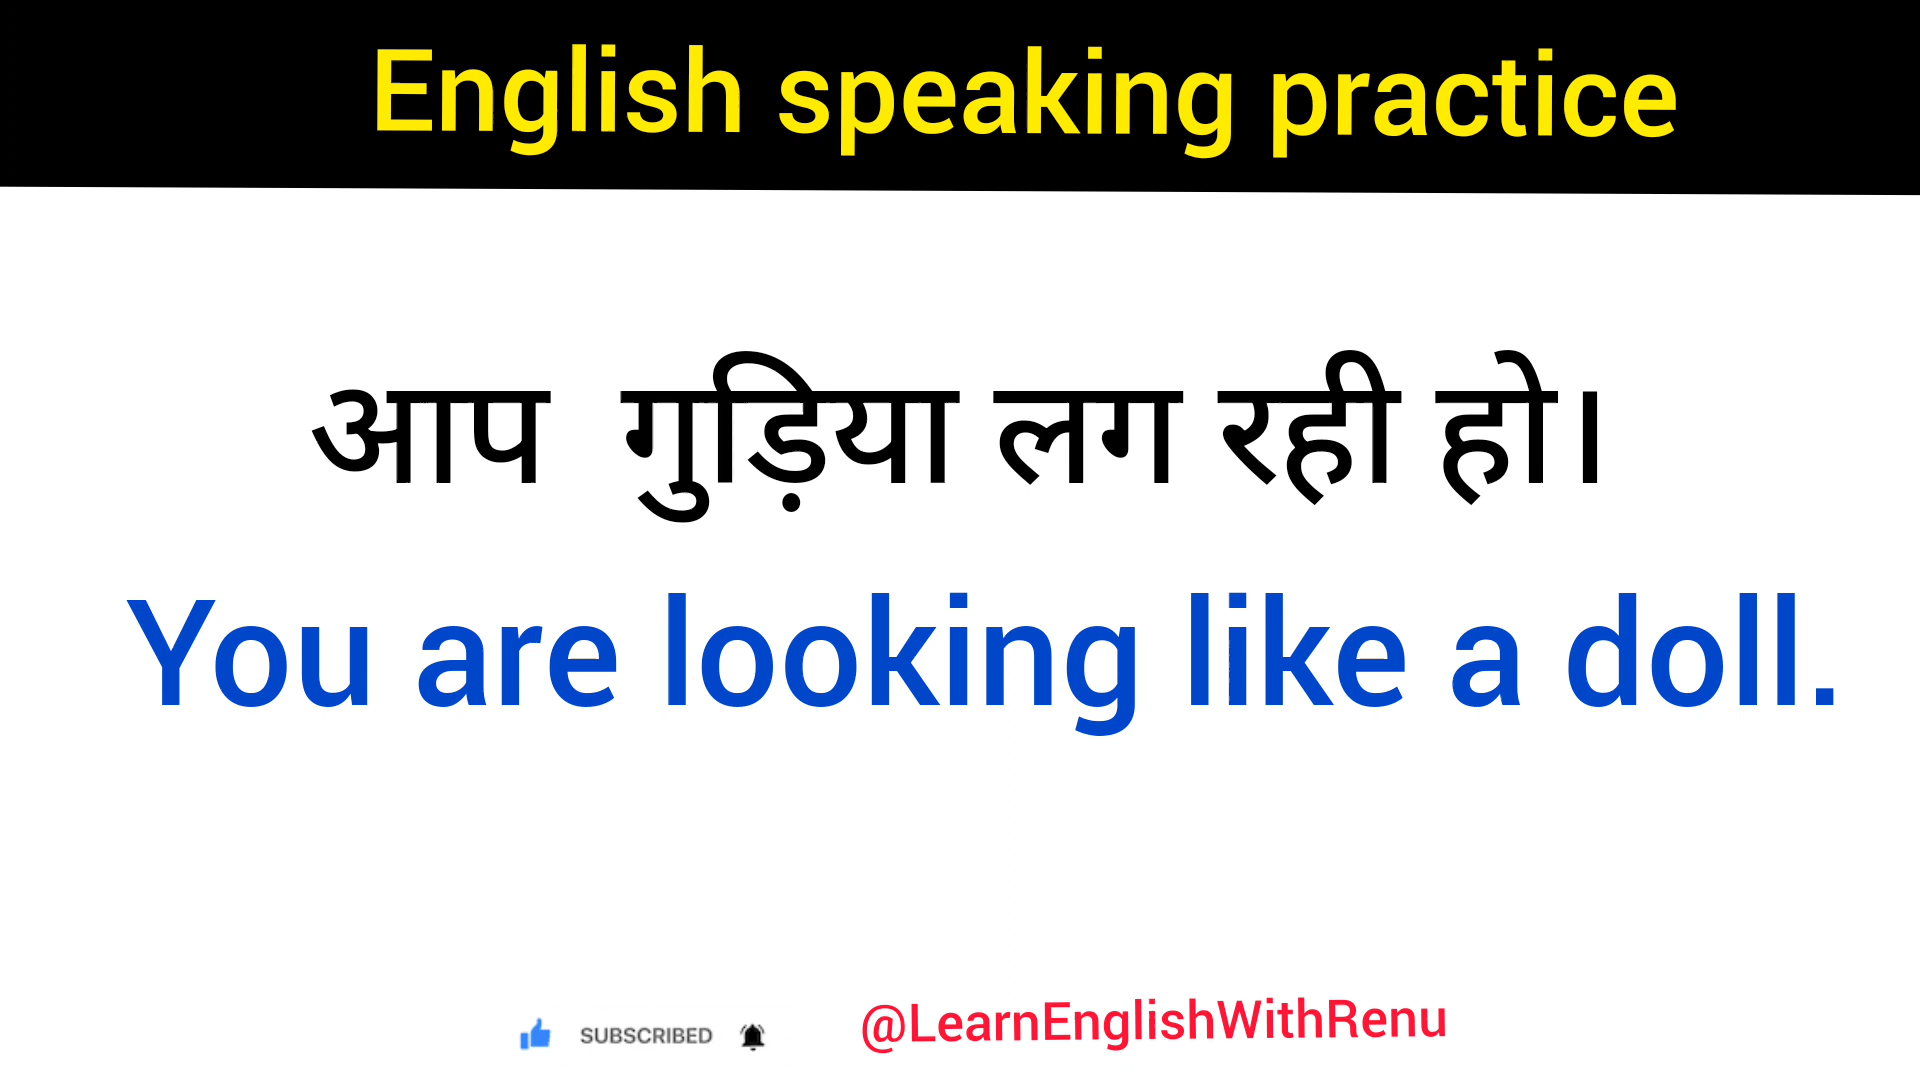 English speaking practice
आप गुड़िया लग रही हो।
You are looking like a doll.
SUBSCRIBED
@LearnEnglishWithRenu